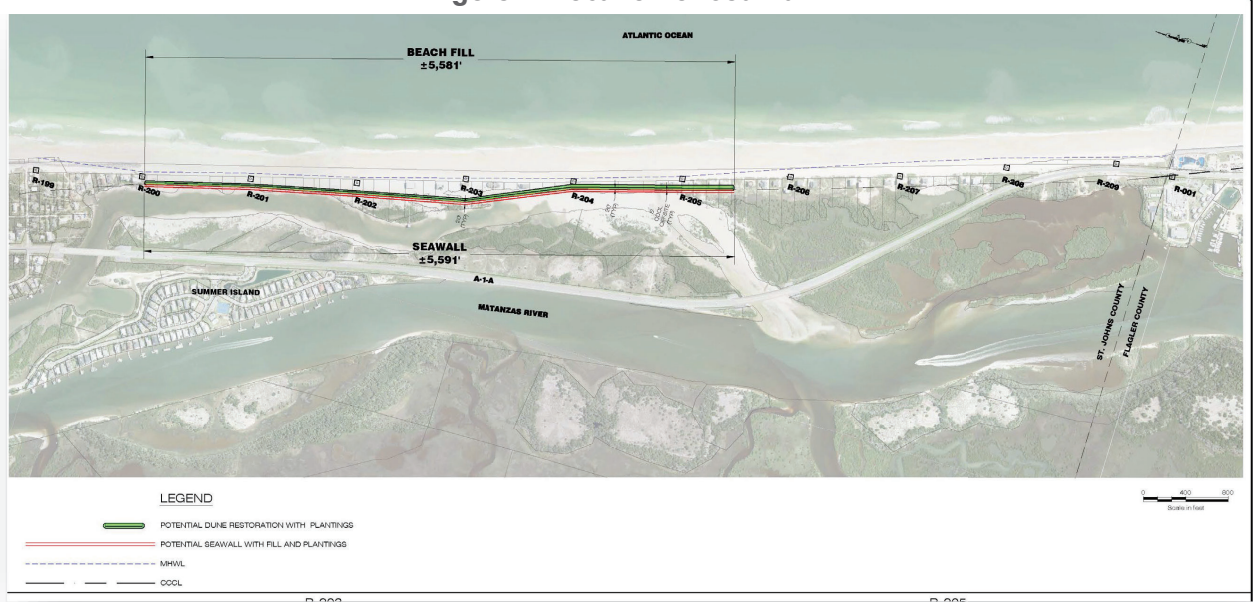 ATLANTIC OCEAN
BEACH FILL
±5,581'
R-199
R-200
R-201
R-202
R-203
R-204
R-205
R-206
R-207
R-208
R-209
R-001
SEAWALL
±5,591'
A-1-A
SUMMER ISLAND
MATANZAS RIVER
ST. JOHNS COUNTY
FLAGLER COUNTY
LEGEND
POTENTIAL DUNE RESTORATION WITH PLANTINGS
POTENTIAL SEAWALL WITH FILL AND PLANTINGS
MHWL
CCCL
0 400 800
Scale in feet